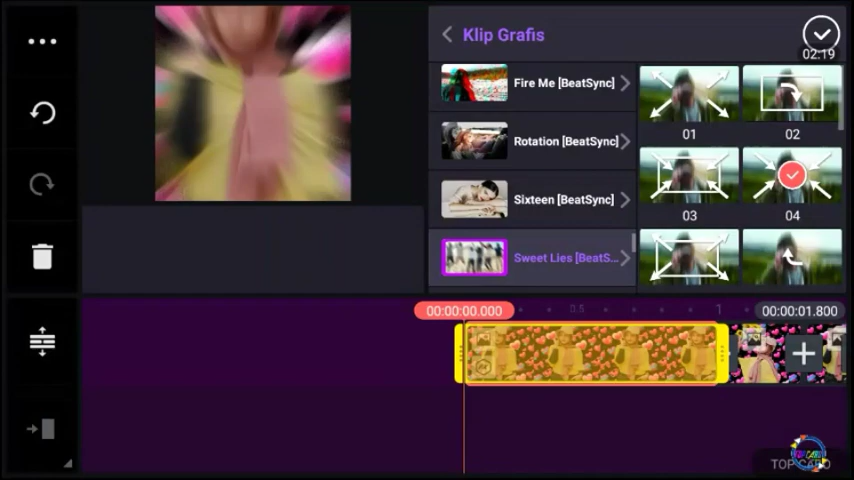 Klip Grafis
02:19
Fire Me [BeatSync]
01
02
Rotation [BeatSync]
Sixteen [BeatSync]
03
04
Sweet Lies [BeatS...
00:00:00.000
0.5
1
00:00:01.800
TOP CARO